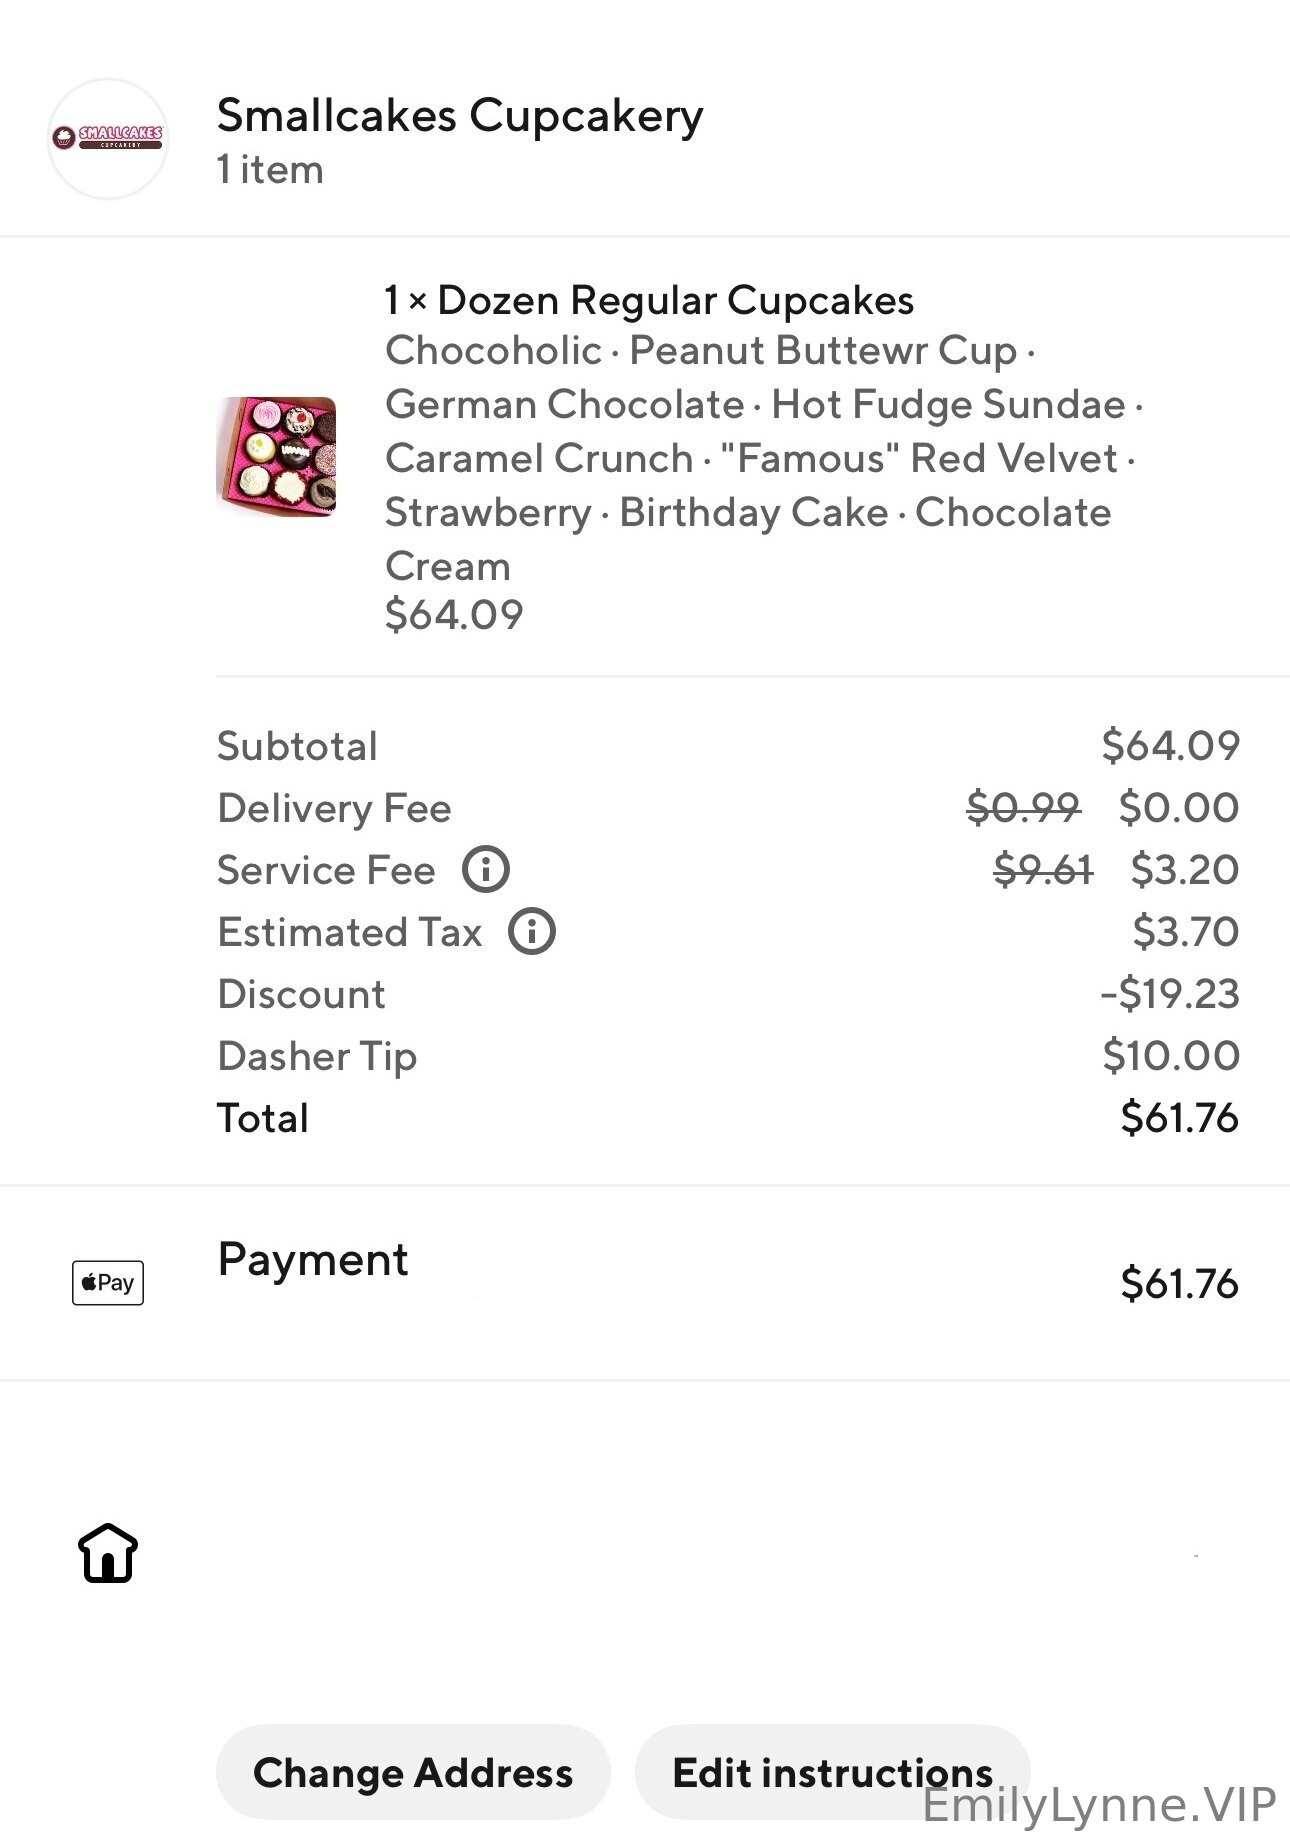 SMALLCAKES
CUPCAKERY
Smallcakes Cupcakery
1 item
1 × Dozen Regular Cupcakes
Chocoholic · Peanut Buttewr Cup ·
German Chocolate · Hot Fudge Sundae ·
Caramel Crunch · "Famous" Red Velvet ·
Strawberry · Birthday Cake · Chocolate
Cream
$64.09
Subtotal $64.09
Delivery Fee $0.99 $0.00
Service Fee $9.61 $3.20
Estimated Tax $3.70
Discount -$19.23
Dasher Tip $10.00
Total $61.76
Payment
Pay $61.76
Change Address Edit instructions
EmilyLynne.VIP